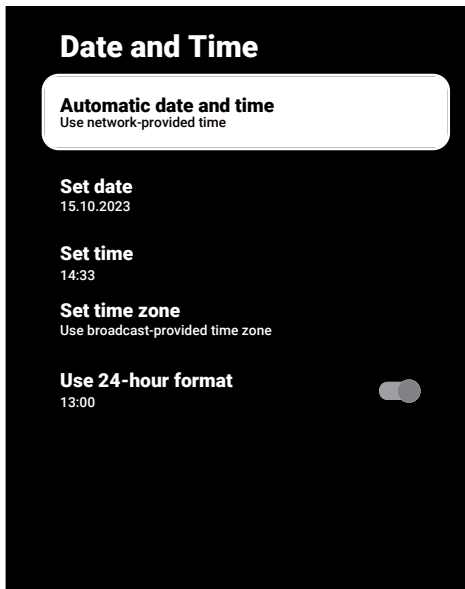 Date and Time
Automatic date and time
Use network-provided time
Set date
15.10.2023
Set time
14:33
Set time zone
Use broadcast-provided time zone
Use 24-hour format
13:00